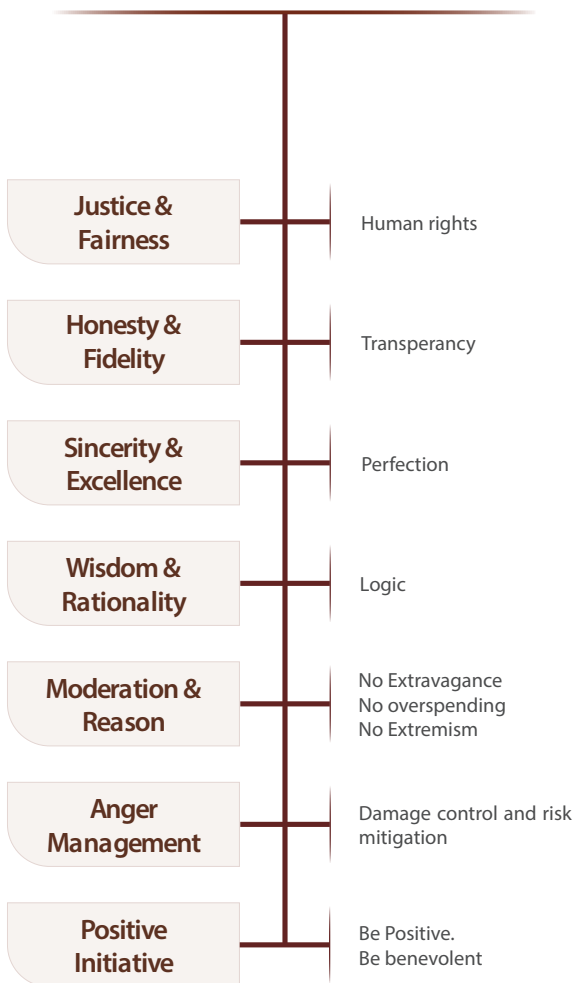 Justice &
Fairness
Human rights
Honesty &
Fidelity
Transperancy
Sincerity &
Excellence
Perfection
Wisdom &
Rationality
Logic
Moderation &
Reason
No Extravagance
No overspending
No Extremism
Anger
Management
Damage control and risk
mitigation
Positive
Initiative
Be Positive.
Be benevolent